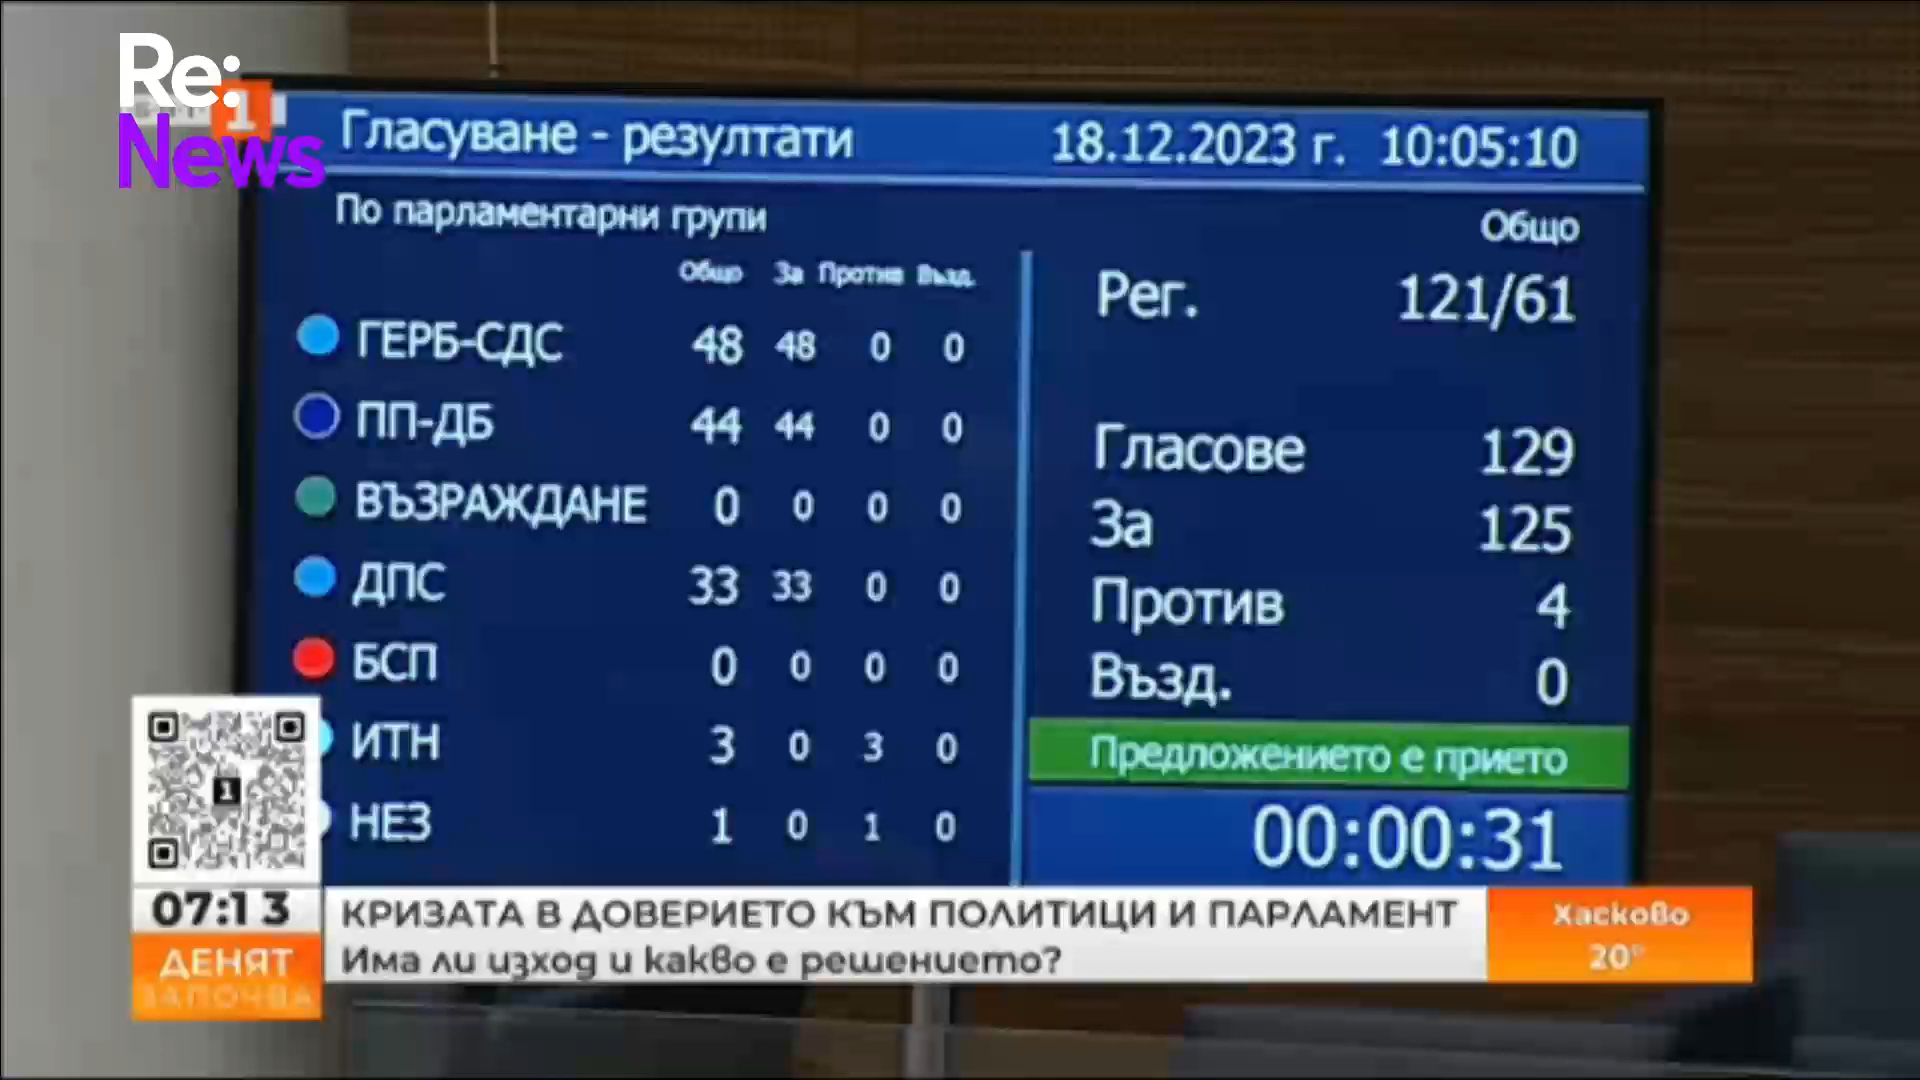 Re:
News
1
Гласуване - резултати 18.12.2023 г. 10:05:10
По парламентарни групи Общо
Общо За Против Възд.
ГЕРБ-СДС 48 48 0 0
ПП-ДБ 44 44 0 0
ВЪЗРАЖДАНЕ 0 0 0 0
ДПС 33 33 0 0
БСП 0 0 0 0
ИТН 3 0 3 0
НЕЗ 1 0 1 0
Рег. 121/61
Гласове 129
За 125
Против 4
Възд. 0
Предложението е прието
00:00:31
1
07:13
ДЕНЯТ
ЗАПОЧВА
КРИЗАТА В ДОВЕРИЕТО КЪМ ПОЛИТИЦИ И ПАРЛАМЕНТ
Има ли изход и какво е решението?
Хасково
20°